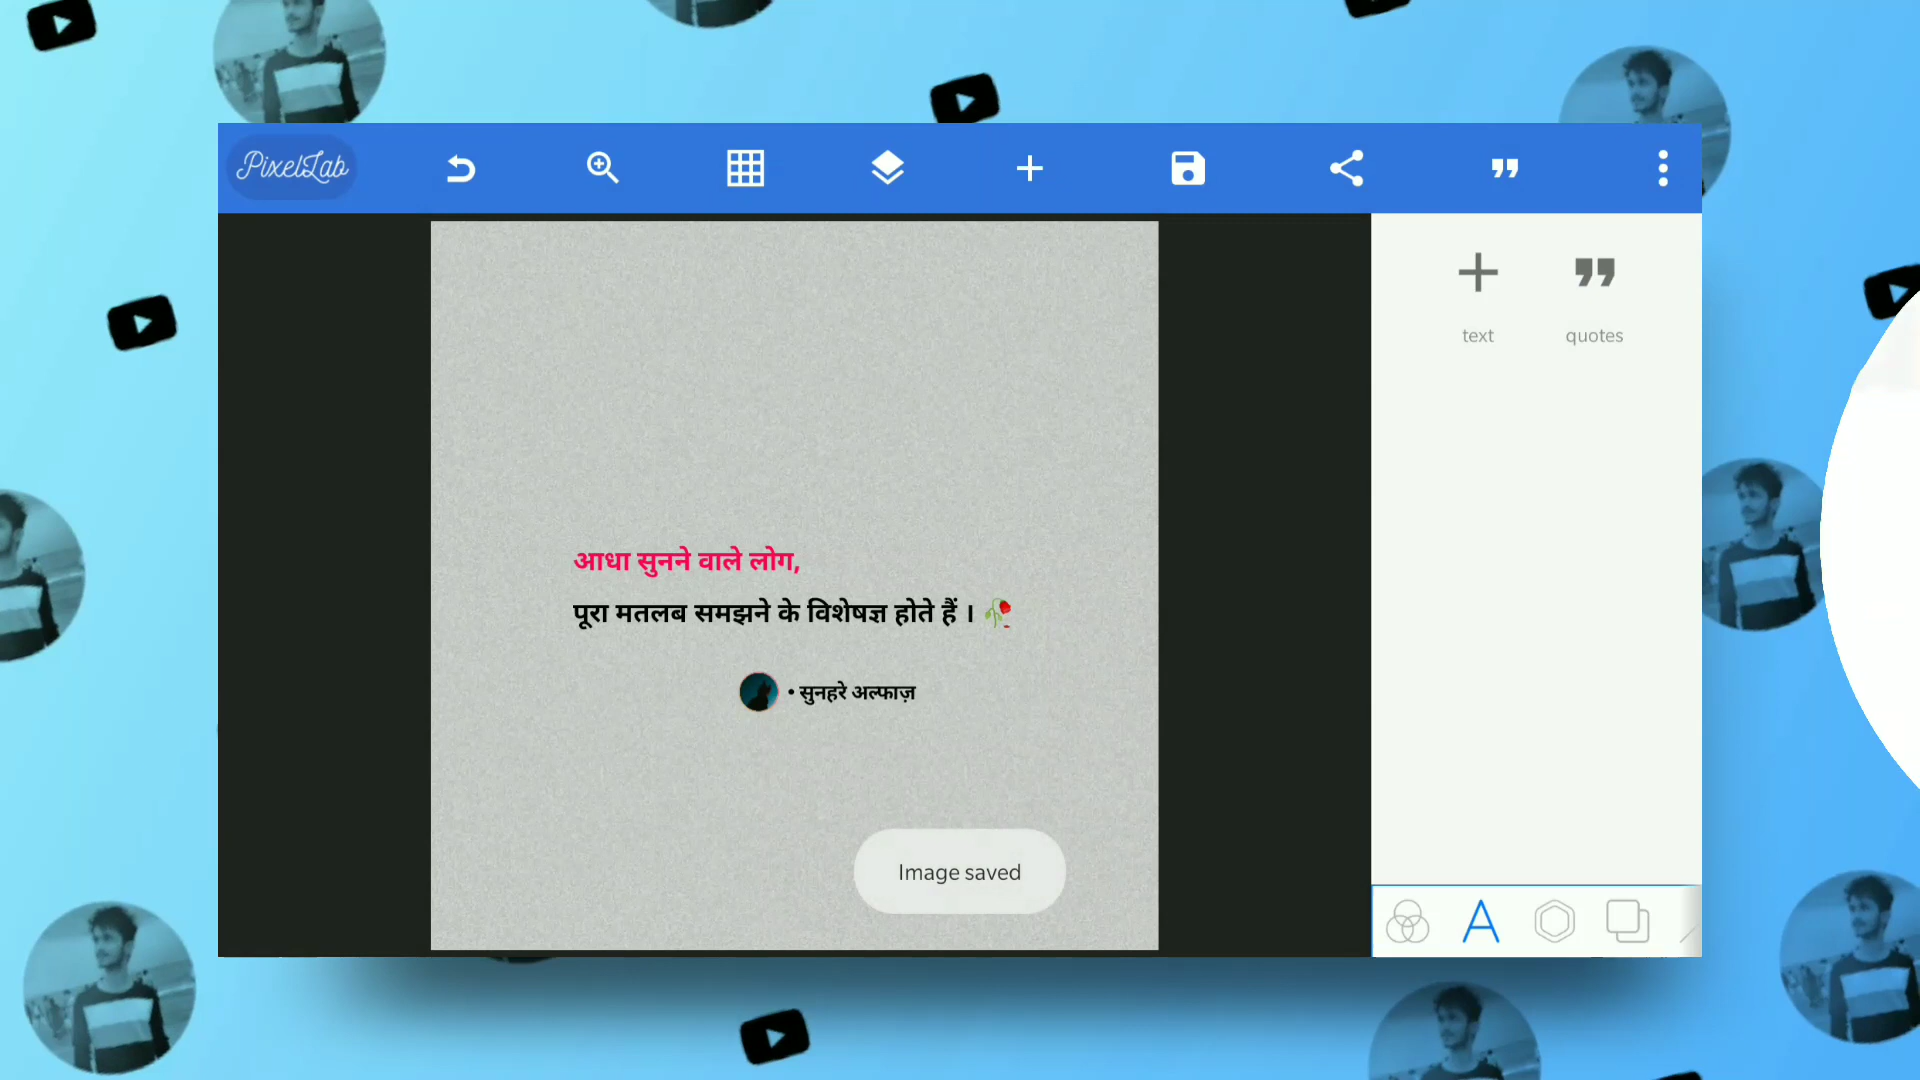 PixelLab
text
quotes
आधा सुनने वाले लोग,
पूरा मतलब समझने के विशेषज्ञ होते हैं । 🥀
• सुनहरे अल्फाज़
Image saved